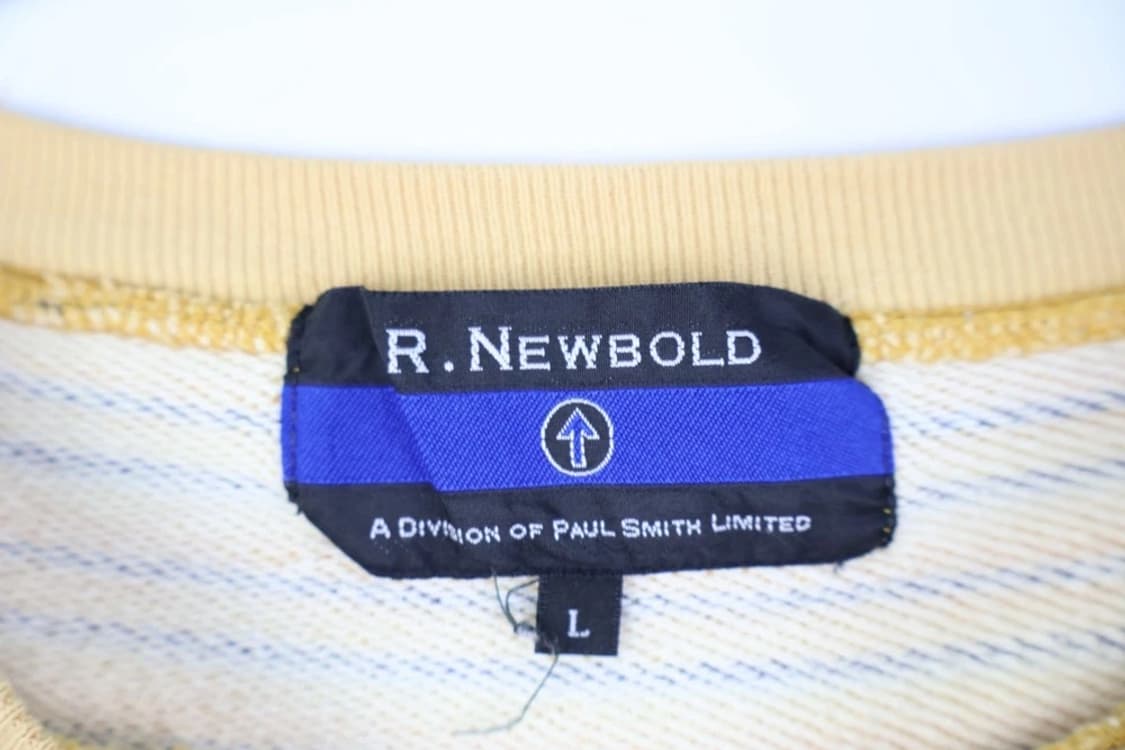 R. NEWBOLD
A DIVISION OF PAUL SMITH LIMITED
L